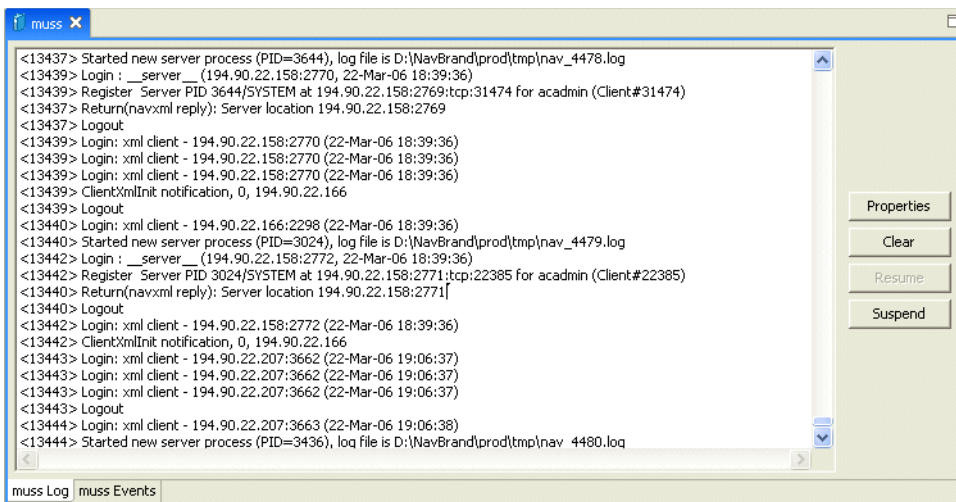 muss
<13437> Started new server process (PID=3644), log file is D:\NavBrand\prod\tmp\nav_4478.log
<13439> Login : __server__ (194.90.22.158:2770, 22-Mar-06 18:39:36)
<13439> Register Server PID 3644/SYSTEM at 194.90.22.158:2769:tcp:31474 for acadmin (Client#31474)
<13437> Return(navxml reply): Server location 194.90.22.158:2769
<13437> Logout
<13439> Login: xml client - 194.90.22.158:2770 (22-Mar-06 18:39:36)
<13439> Login: xml client - 194.90.22.158:2770 (22-Mar-06 18:39:36)
<13439> Login: xml client - 194.90.22.158:2770 (22-Mar-06 18:39:36)
<13439> ClientXmlInit notification, 0, 194.90.22.166
<13439> Logout
<13440> Login: xml client - 194.90.22.166:2298 (22-Mar-06 18:39:36)
<13440> Started new server process (PID=3024), log file is D:\NavBrand\prod\tmp\nav_4479.log
<13442> Login : __server__ (194.90.22.158:2772, 22-Mar-06 18:39:36)
<13442> Register Server PID 3024/SYSTEM at 194.90.22.158:2771:tcp:22385 for acadmin (Client#22385)
<13440> Return(navxml reply): Server location 194.90.22.158:2771
<13440> Logout
<13442> Login: xml client - 194.90.22.158:2772 (22-Mar-06 18:39:36)
<13442> ClientXmlInit notification, 0, 194.90.22.166
<13443> Login: xml client - 194.90.22.207:3662 (22-Mar-06 19:06:37)
<13443> Login: xml client - 194.90.22.207:3662 (22-Mar-06 19:06:37)
<13443> Login: xml client - 194.90.22.207:3662 (22-Mar-06 19:06:37)
<13443> Logout
<13444> Login: xml client - 194.90.22.207:3663 (22-Mar-06 19:06:38)
<13444> Started new server process (PID=3436), log file is D:\NavBrand\prod\tmp\nav_4480.log
Properties
Clear
Resume
Suspend
muss Log muss Events